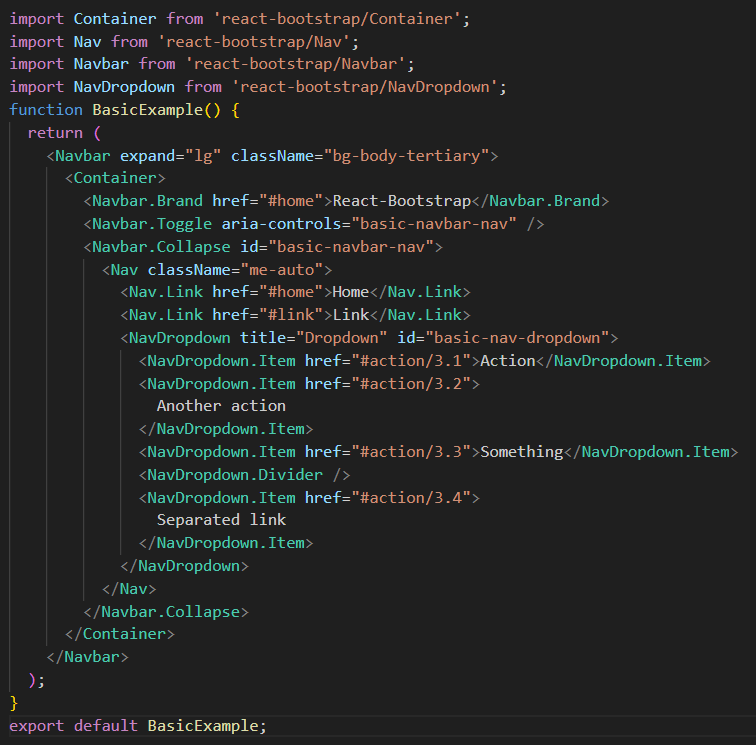 import Container from 'react-bootstrap/Container';
import Nav from 'react-bootstrap/Nav';
import Navbar from 'react-bootstrap/Navbar';
import NavDropdown from 'react-bootstrap/NavDropdown';
function BasicExample() {
  return (
    <Navbar expand="lg" className="bg-body-tertiary">
      <Container>
        <Navbar.Brand href="#home">React-Bootstrap</Navbar.Brand>
        <Navbar.Toggle aria-controls="basic-navbar-nav" />
        <Navbar.Collapse id="basic-navbar-nav">
          <Nav className="me-auto">
            <Nav.Link href="#home">Home</Nav.Link>
            <Nav.Link href="#link">Link</Nav.Link>
            <NavDropdown title="Dropdown" id="basic-nav-dropdown">
              <NavDropdown.Item href="#action/3.1">Action</NavDropdown.Item>
              <NavDropdown.Item href="#action/3.2">
                Another action
              </NavDropdown.Item>
              <NavDropdown.Item href="#action/3.3">Something</NavDropdown.Item>
              <NavDropdown.Divider />
              <NavDropdown.Item href="#action/3.4">
                Separated link
              </NavDropdown.Item>
            </NavDropdown>
          </Nav>
        </Navbar.Collapse>
      </Container>
    </Navbar>
  );
}
export default BasicExample;